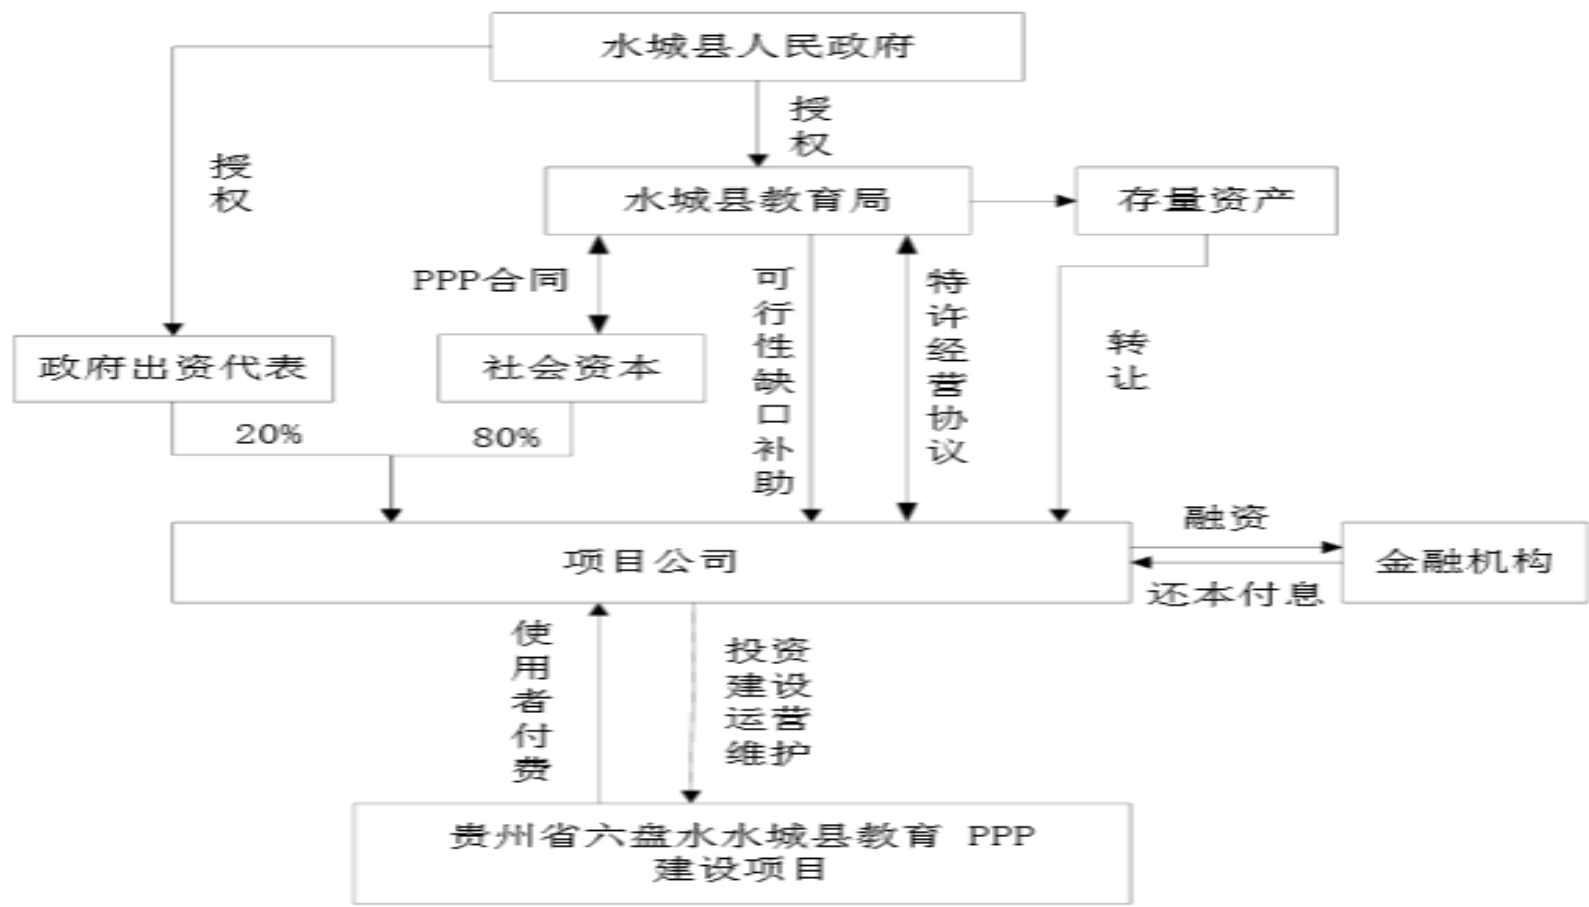 水城县人民政府
授权
授权
水城县教育局
存量资产
PPP合同
可行性缺口补助
特许经营协议
转让
政府出资代表
社会资本
20%
80%
项目公司
融资
还本付息
金融机构
使用者付费
投资
建设
运营
维护
贵州省六盘水水城县教育 PPP
建设项目